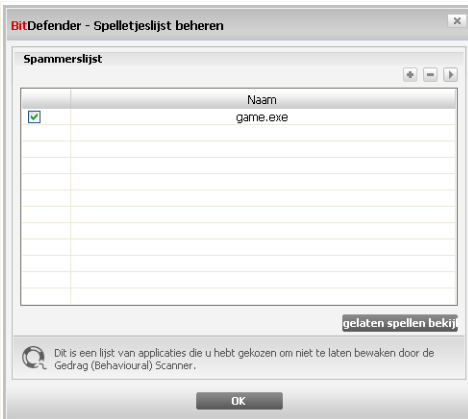 BitDefender - Spelletjeslijst beheren
Spammerslijst
Naam
game.exe
gelaten spellen bekijl
Dit is een lijst van applicaties die u hebt gekozen om niet te laten bewaken door de
Gedrag (Behavioural) Scanner.
OK